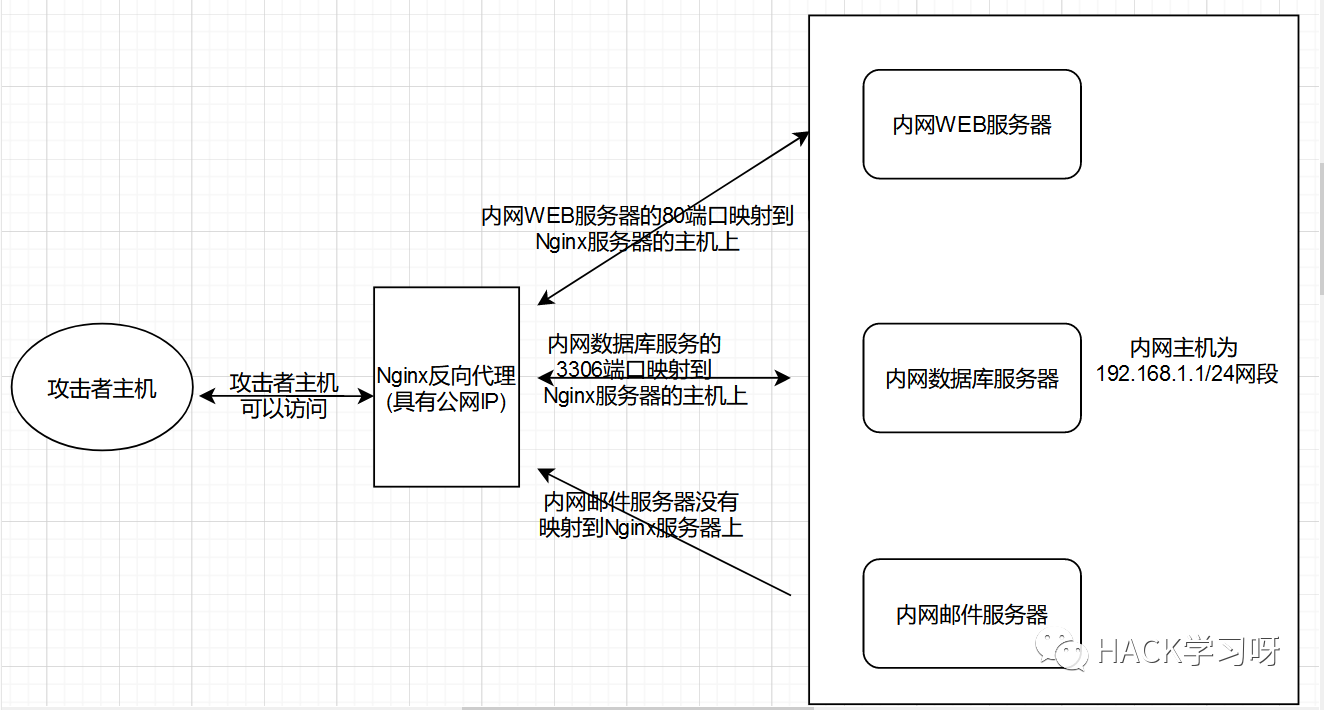 内网WEB服务器
内网WEB服务器的80端口映射到
Nginx服务器的主机上
攻击者主机
攻击者主机
可以访问
Nginx反向代理
(具有公网IP)
内网数据库服务的
3306端口映射到
Nginx服务器的主机上
内网数据库服务器
内网主机为
192.168.1.1/24网段
内网邮件服务器没有
映射到Nginx服务器上
内网邮件服务器
HACK学习呀